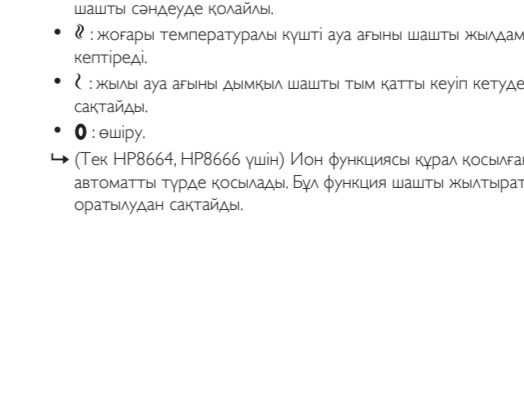 шашты сәндеуде қолайлы.
• : жоғары температуралы күшті ауа ағыны шашты жылдам
кептіреді.
• : жылы ауа ағыны дымқыл шашты тым қатты кеуіп кетуде
сақтайды.
• 0 : өшіру.
↪ (Тек HP8664, HP8666 үшін) Ион функциясы құрал қосылған
автоматты түрде қосылады. Бұл функция шашты жылтырат
оратылудан сақтайды.